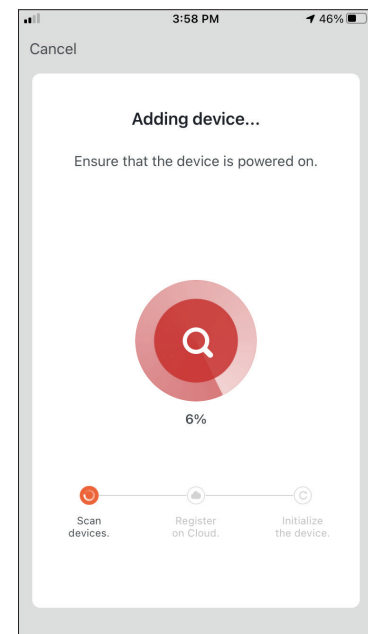 3:58 PM
46%
Cancel
Adding device...
Ensure that the device is powered on.
6%
Scan
devices.
Register
on Cloud.
Initialize
the device.